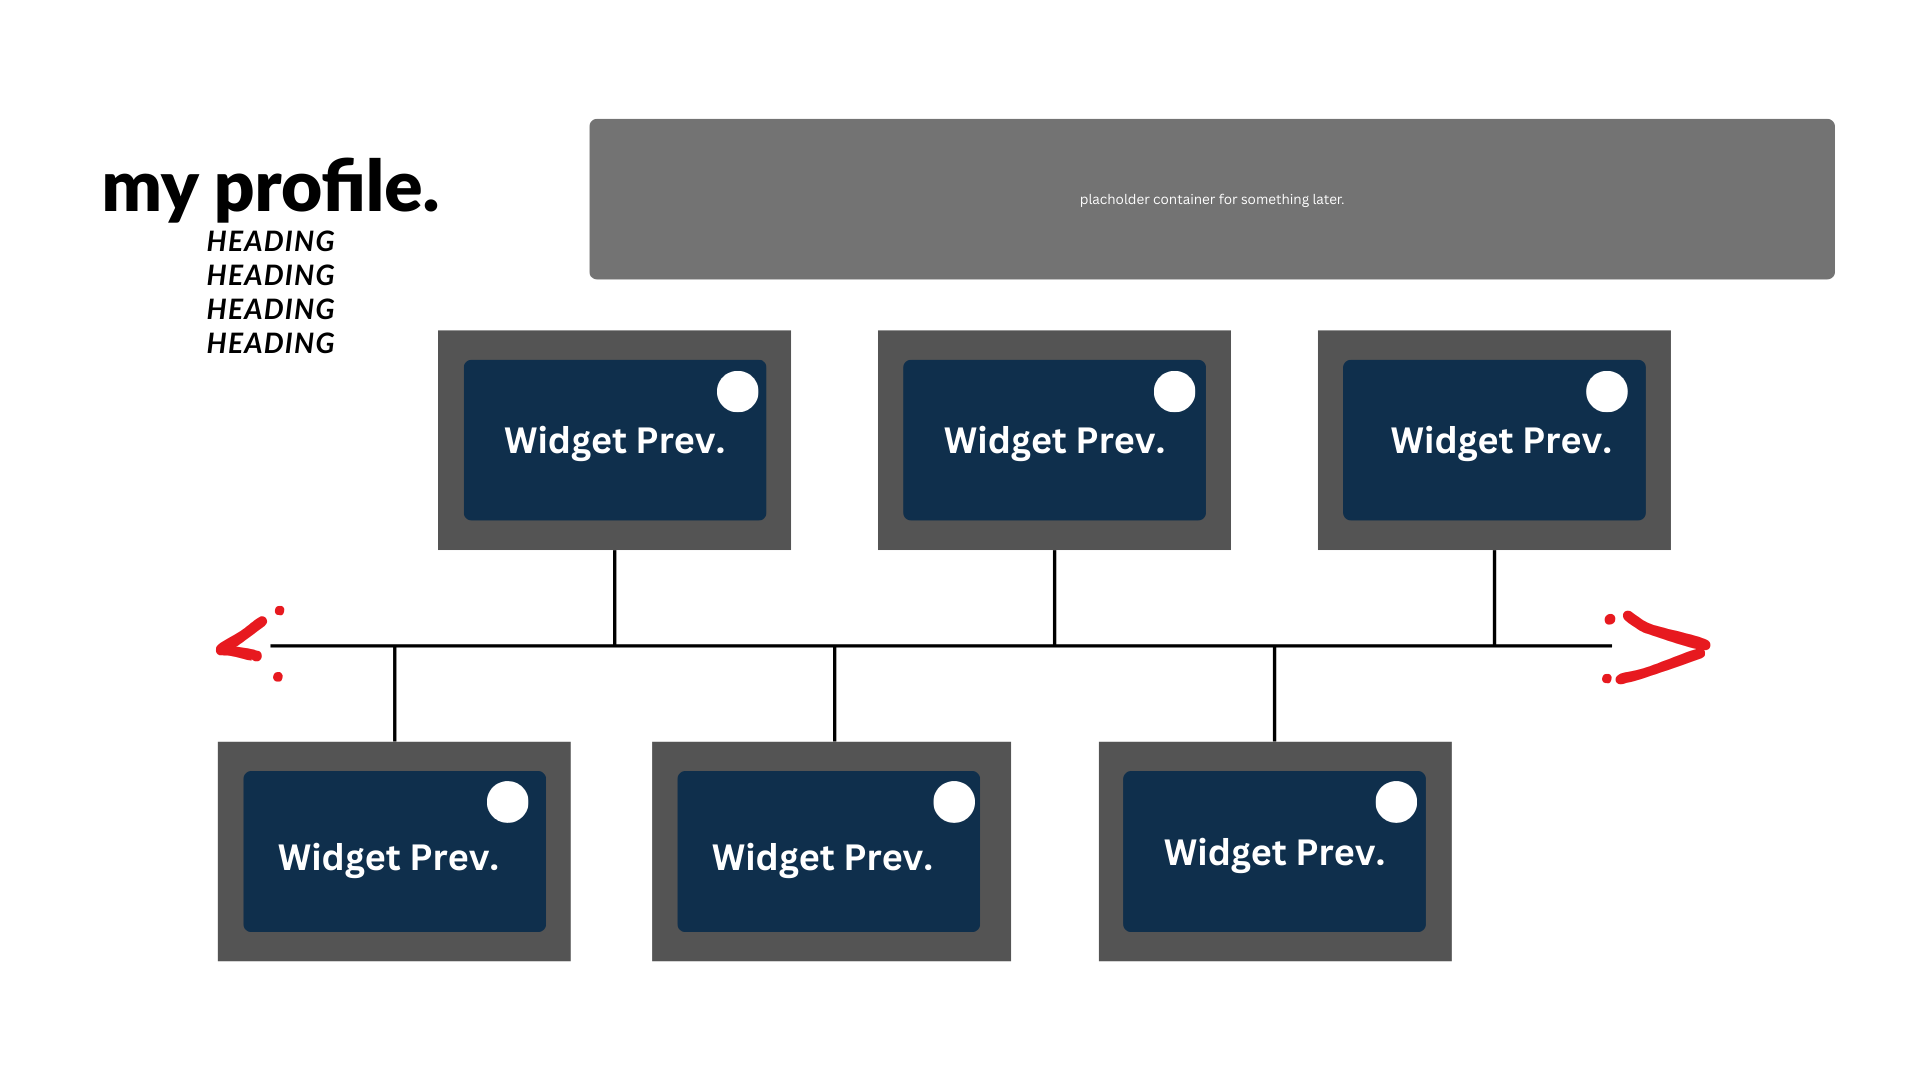 my profile.
HEADING
HEADING
HEADING
HEADING
placholder container for something later.
Widget Prev.
Widget Prev.
Widget Prev.
Widget Prev.
Widget Prev.
Widget Prev.